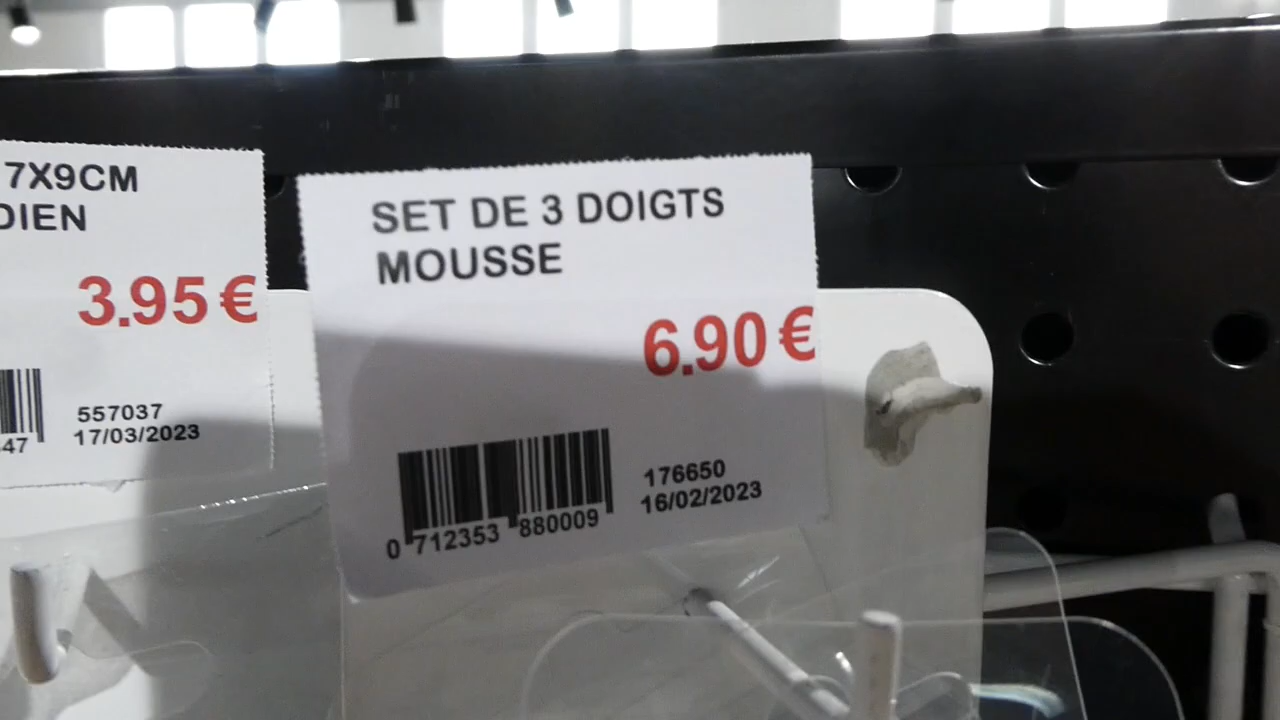 7X9CM
DIEN
3.95 €
557037
17/03/2023
47
SET DE 3 DOIGTS
MOUSSE
6.90 €
176650
16/02/2023
0 712353 880009